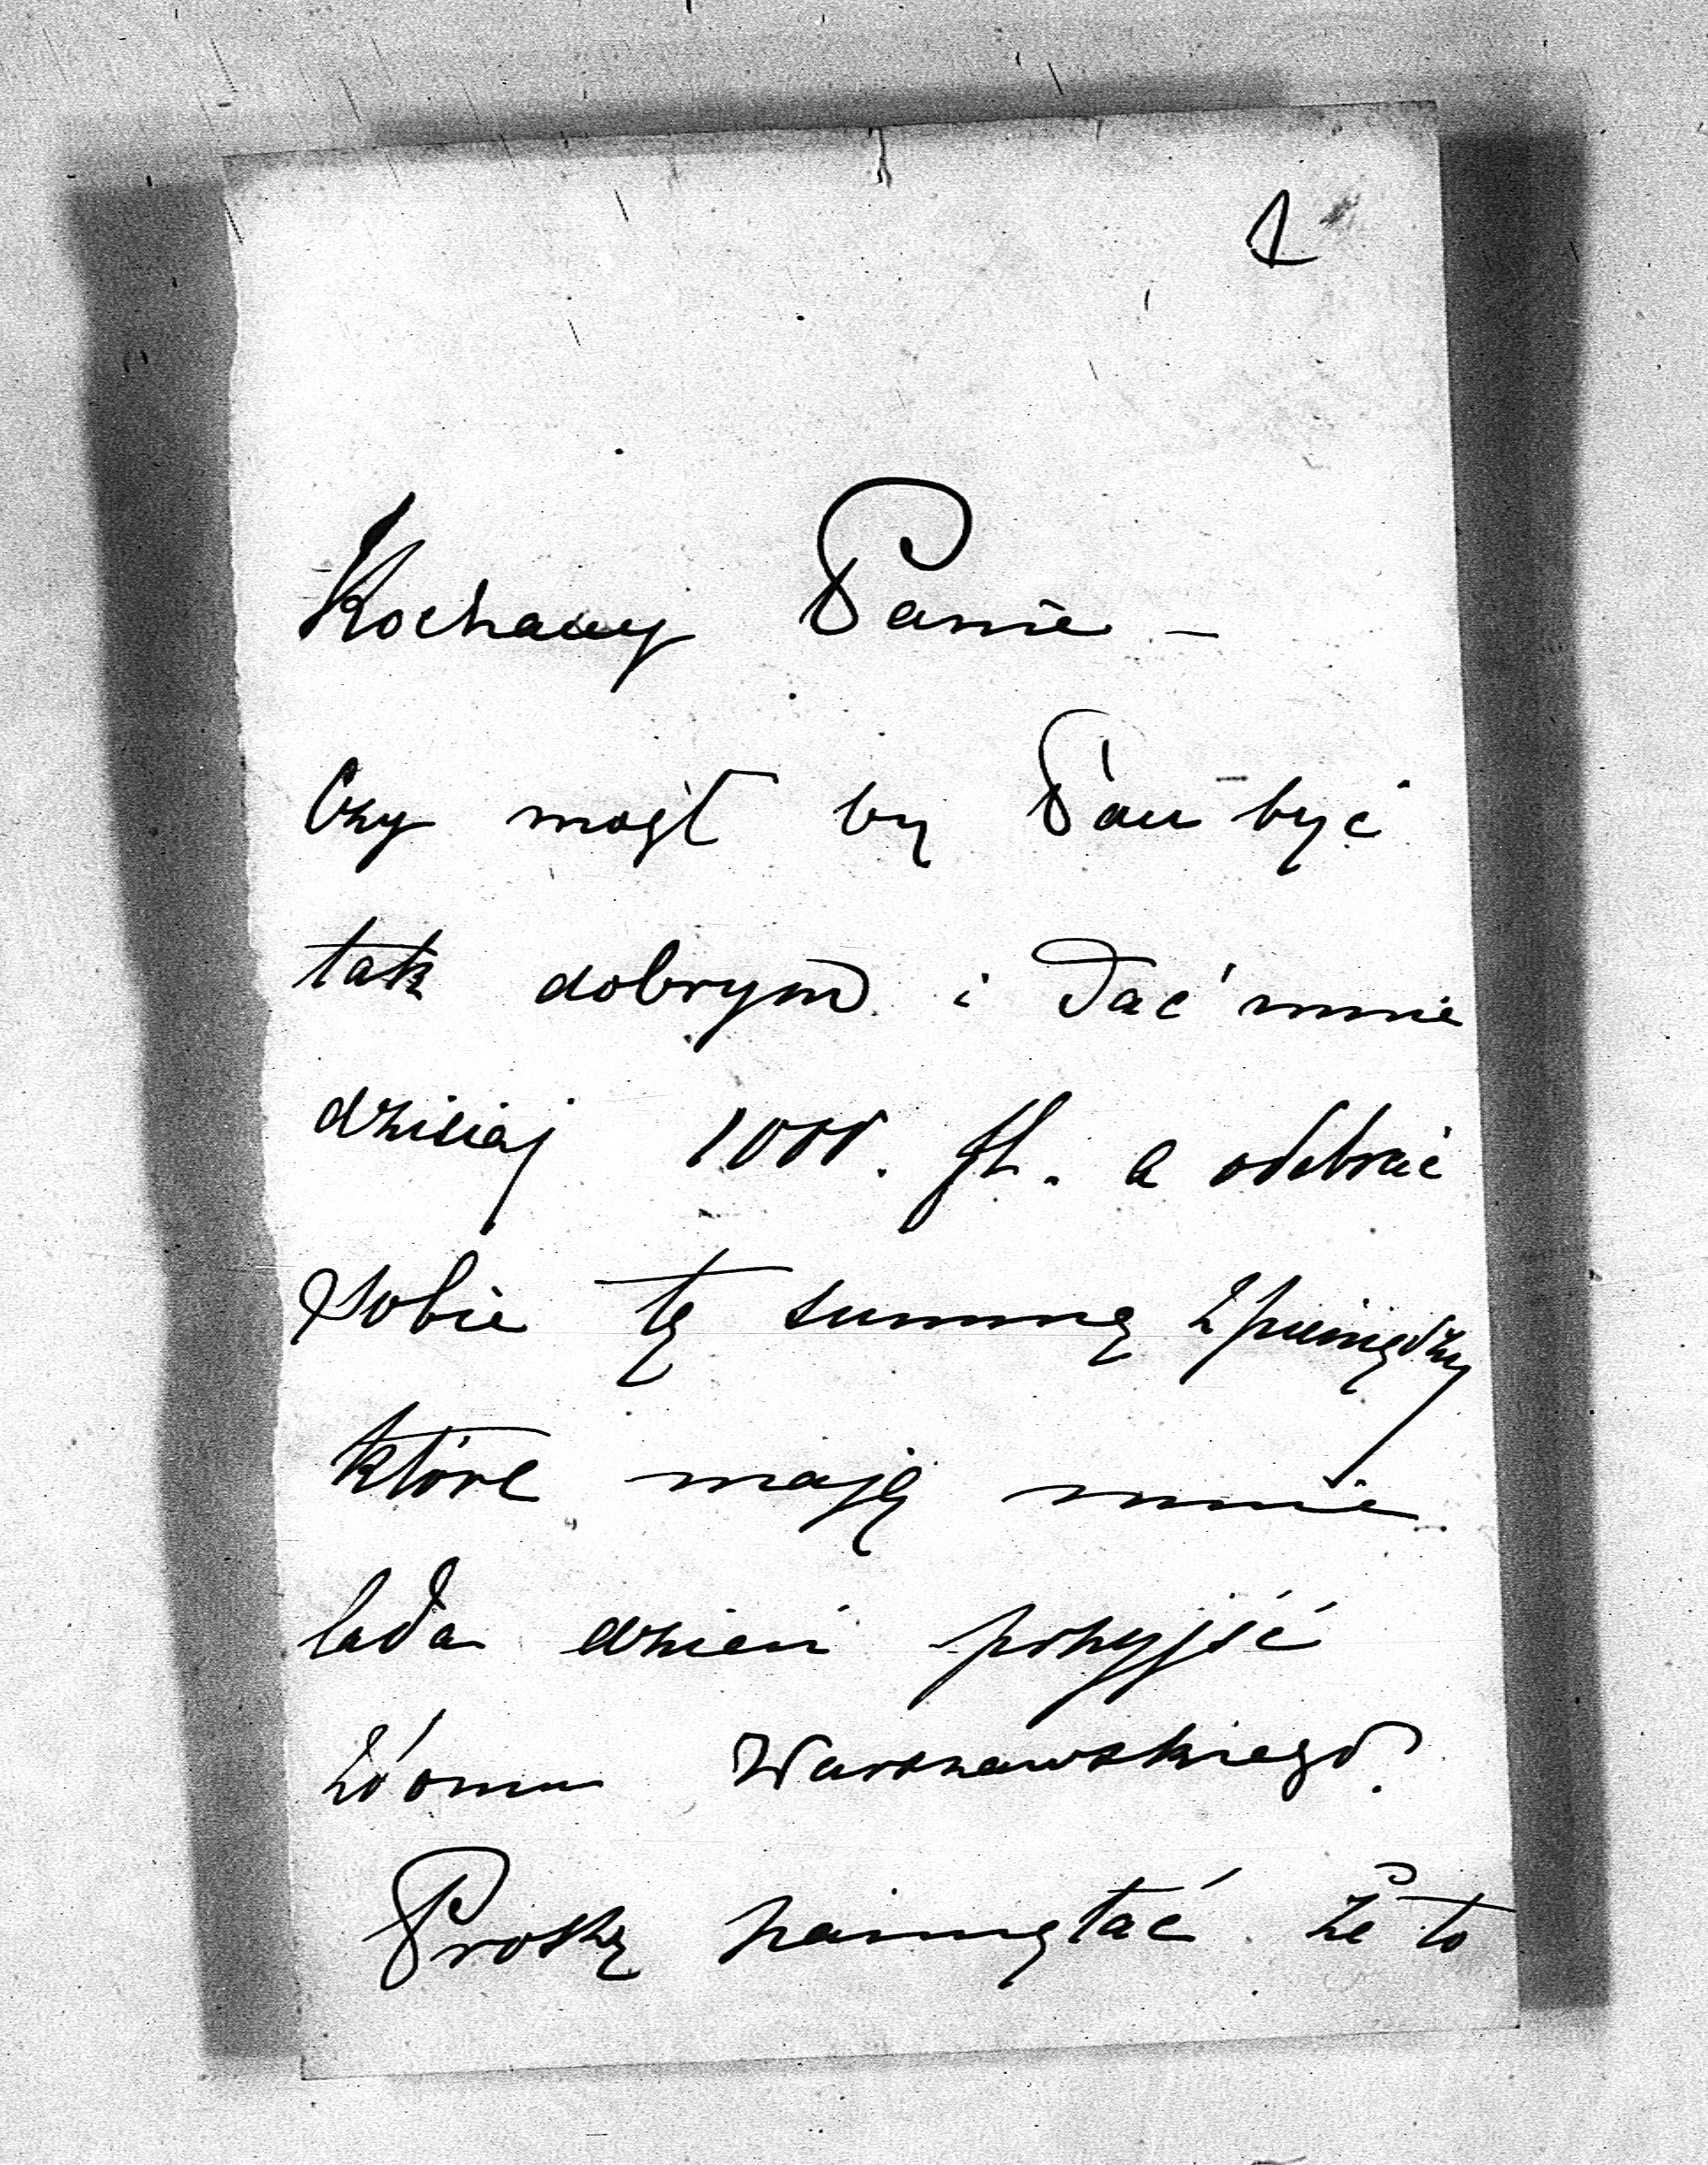 1
Kochany Panie –
Czy mógł by Pan być
tak dobrym i dać mnie
dzisiaj 1000. fl. a odebrać
sobie tę summę z pieniędzy
które mają mnie
lada dzień przyjść
z domu Warszawskiego?
Proszę pamiętać że to